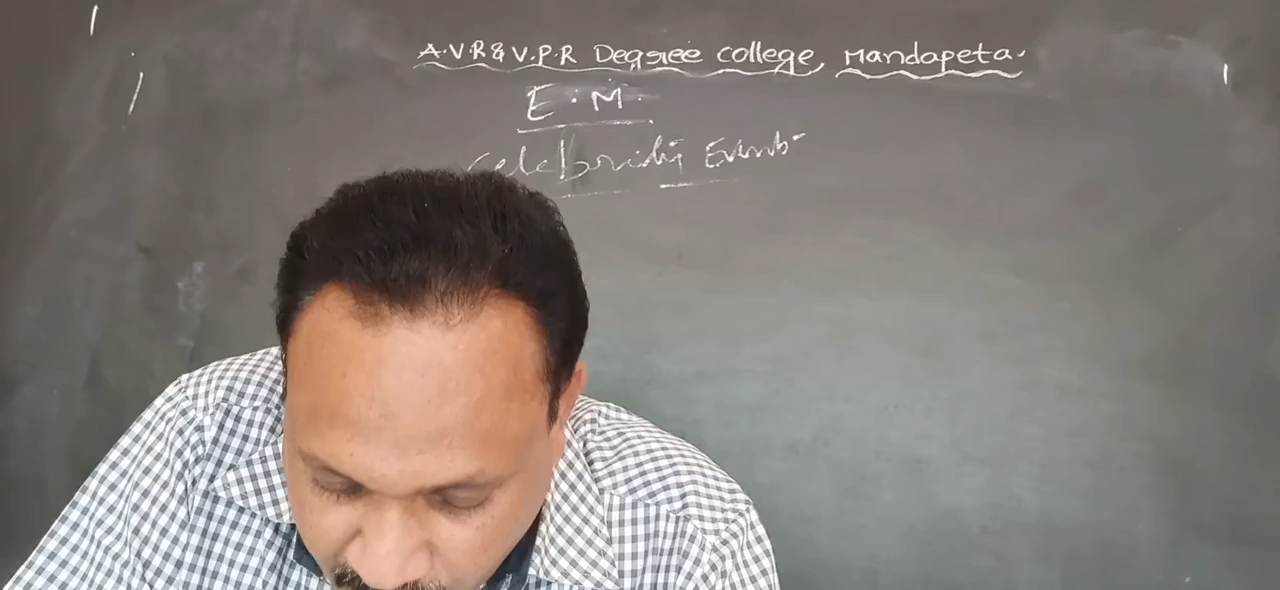 A.V.R & V.P.R Degree College, Mandapeta.
E.M.
Celebrity Events